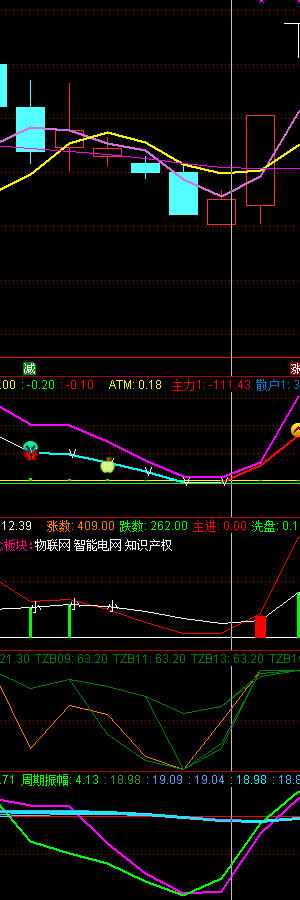 减
涨
.00 : -0.20 : -0.10 ATM: 0.18 主力1: -111.43 散户1: 3
12.39 涨数: 409.00 跌数: 262.00 主进: 0.00 洗盘: 0.1
板块: 物联网 智能电网 知识产权
小 小 小
21.30 TZB09: 63.20 TZB11: 63.20 TZB13: 63.20 TZB1
.71 周期振幅: 4.13 : 18.98 : 19.09 : 19.04 : 18.98 : 18.8